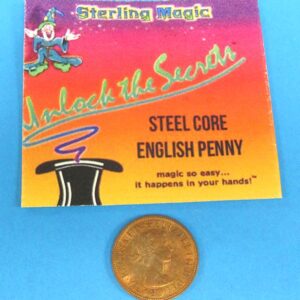 Sterling Magic
Unlock the Secrets
STEEL CORE
ENGLISH PENNY
magic so easy...
it happens in your hands!™